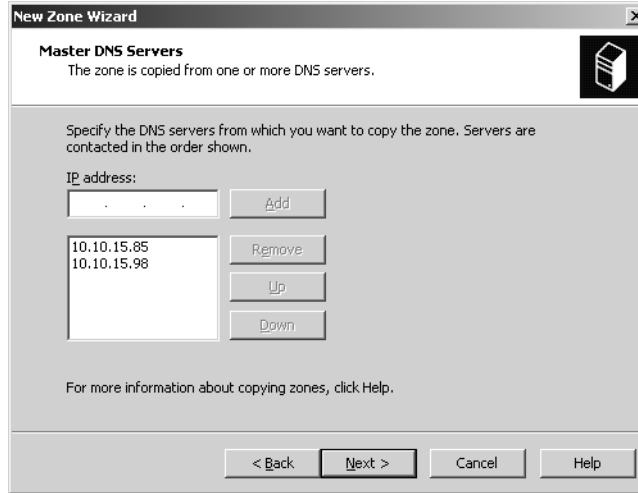 New Zone Wizard
Master DNS Servers
The zone is copied from one or more DNS servers.
Specify the DNS servers from which you want to copy the zone. Servers are
contacted in the order shown.
IP address:
. . .
Add
10.10.15.85
10.10.15.98
Remove
Up
Down
For more information about copying zones, click Help.
< Back
Next >
Cancel
Help